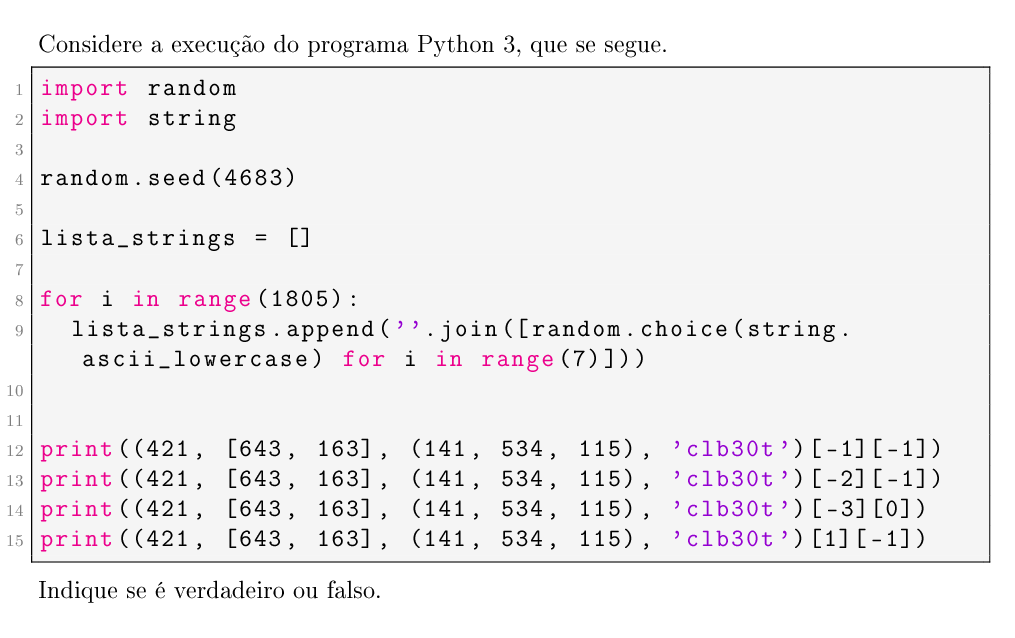 Considere a execução do programa Python 3, que se segue.
1 import random
2 import string
3
4 random.seed(4683)
5
6 lista_strings = []
7
8 for i in range(1805):
9 lista_strings.append(''.join([random.choice(string.
ascii_lowercase) for i in range(7)]))
10
11
12 print((421, [643, 163], (141, 534, 115), 'clb30t')[-1][-1])
13 print((421, [643, 163], (141, 534, 115), 'clb30t')[-2][-1])
14 print((421, [643, 163], (141, 534, 115), 'clb30t')[-3][0])
15 print((421, [643, 163], (141, 534, 115), 'clb30t')[1][-1])
Indique se é verdadeiro ou falso.